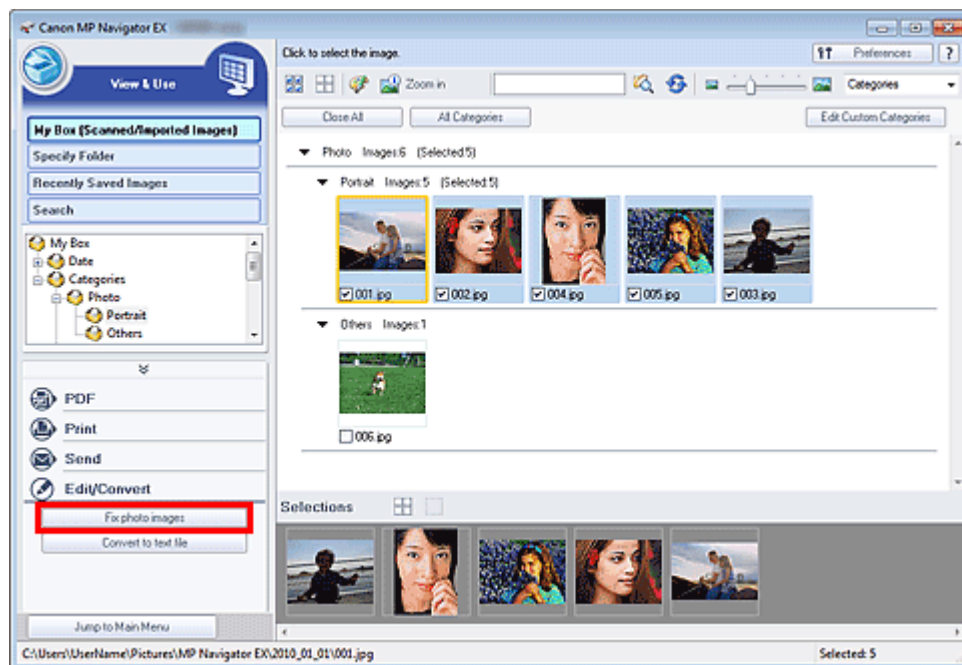 Canon MP Navigator EX
View & Use
My Box (Scanned/Imported Images)
Specify Folder
Recently Saved Images
Search
My Box
Date
Categories
Photo
Portrait
Others
PDF
Print
Send
Edit/Convert
Fix photo images
Convert to text file
Jump to Main Menu
Click to select the image.
Preferences
?
Zoom in
Categories
Close All
All Categories
Edit Custom Categories
Photo Images:6 (Selected:5)
Portrait Images:5 (Selected:5)
001.jpg 002.jpg 004.jpg 005.jpg 003.jpg
Others Images:1
006.jpg
Selections
C:\Users\UserName\Pictures\MP Navigator EX\2010_01_01\001.jpg
Selected: 5